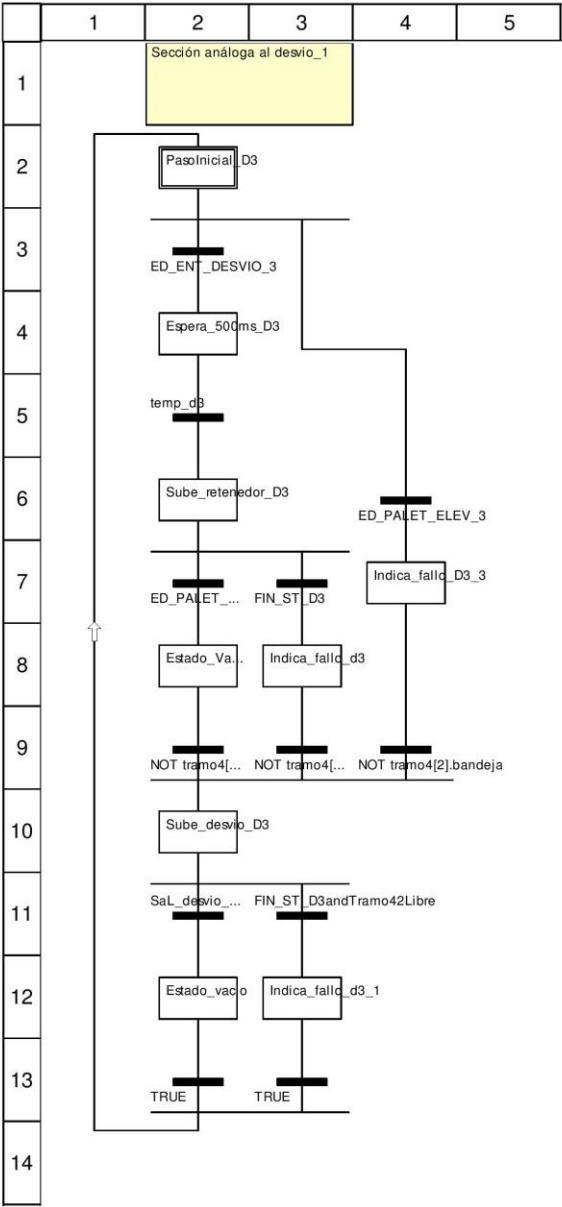 1 2 3 4 5
1
Sección análoga al desvio_1
2
PasoInicial_D3
3
ED_ENT_DESVIO_3
4
Espera_500ms_D3
5
temp_d3
6
Sube_retenedor_D3
ED_PALET_ELEV_3
7
ED_PALET_... FIN_ST_D3
Indica_fallo_D3_3
8
Estado_Va... Indica_fallo_d3
9
NOT tramo4[... NOT tramo4[... NOT tramo4[2].bandeja
10
Sube_desvio_D3
11
SaL_desvio_... FIN_ST_D3andTramo42Libre
12
Estado_vacio Indica_fallo_d3_1
13
TRUE TRUE
14